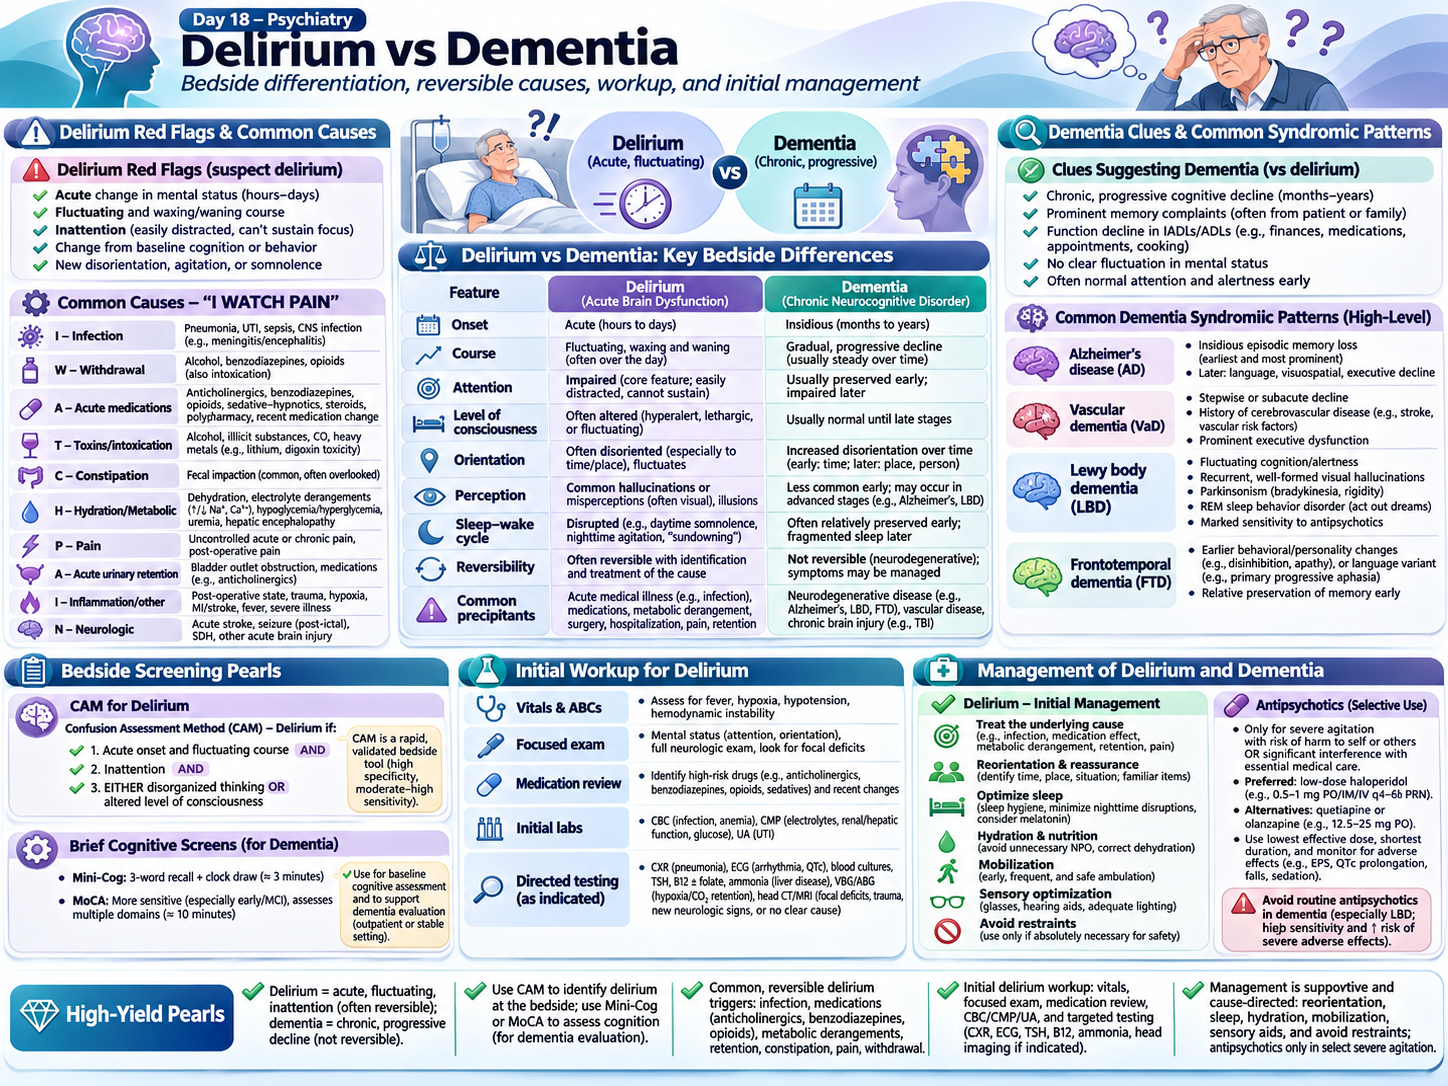 Day 18 – Psychiatry
Delirium vs Dementia
Bedside differentiation, reversible causes, workup, and initial management
? ? ?
Delirium Red Flags & Common Causes
Delirium Red Flags (suspect delirium)
Acute change in mental status (hours–days)
Fluctuating and waxing/waning course
Inattention (easily distracted, can't sustain focus)
Change from baseline cognition or behavior
New disorientation, agitation, or somnolence
Common Causes – “I WATCH PAIN”
I – Infection
Pneumonia, UTI, sepsis, CNS infection
(e.g., meningitis/encephalitis)
W – Withdrawal
Alcohol, benzodiazepines, opioids
(also intoxication)
A – Acute medications
Anticholinergics, benzodiazepines,
opioids, sedative–hypnotics, steroids,
polypharmacy, recent medication change
T – Toxins/intoxication
Alcohol, illlicit substances, CO, heavy
metals (e.g., lithium, digoxin toxicity)
C – Constipation
Fecal impaction (common, often overlooked)
H – Hydration/Metabolic
Dehydration, electrolyte derangements
(↑/↓ Na⁺, Ca²⁺), hypoglycemia/hyperglycemia,
uremia, hepatic encephalopathy
P – Pain
Uncontrolled acute or chronic pain,
post-operative pain
A – Acute urinary retention
Bladder outlet obstruction, medications
(e.g., anticholinergics)
I – Inflammation/other
Post-operative state, trauma, hypoxia,
MI/stroke, fever, severe illness
N – Neurologic
Acute stroke, seizure (post-ictal),
SDH, other acute brain injury
?!
Delirium
(Acute, fluctuating)
VS
Dementia
(Chronic, progressive)
Delirium vs Dementia: Key Bedside Differences
Feature
Delirium
(Acute Brain Dysfunction)
Dementia
(Chronic Neurocognitive Disorder)
Onset
Acute (hours to days)
Insidious (months to years)
Course
Fluctuating, waxing and waning
(often over the day)
Gradual, progressive decline
(usually steady over time)
Attention
Impaired (core feature; easily
distracted, cannot sustain)
Usually preserved early;
impaired later
Level of
consciousness
Often altered (hyperalert, lethargic,
or fluctuating)
Usually normal until late stages
Orientation
Often disoriented (especially to
time/place), fluctuates
Increased disorientation over time
(early: time; later: place, person)
Perception
Common hallucinations or
misperceptions (often visual), illusions
Less common early; may occur in
advanced stages (e.g., Alzheimer's, LBD)
Sleep–wake
cycle
Disrupted (e.g., daytime somnolence,
nighttime agitation, “sundowning”)
Often relatively preserved early;
fragmented sleep later
Reversibility
Often reversible with identification
and treatment of the cause
Not reversible (neurodegenerative);
symptoms may be managed
Common
precipitants
Acute medical illness (e.g., infection),
medications, metabolic derangement,
surgery, hospitalization, pain, retention
Neurodegenerative disease (e.g.,
Alzheimer's, LBD, FTD), vascular disease,
chronic brain injury (e.g., TBI)
Dementia Clues & Common Syndromic Patterns
Clues Suggesting Dementia (vs delirium)
Chronic, progressive cognitive decline (months–years)
Prominent memory complaints (often from patient or family)
Function decline in IADLs/ADLs (e.g., finances, medications,
appointments, cooking)
No clear fluctuation in mental status
Often normal attention and alertness early
Common Dementia Syndromiic Patterns (High-Level)
Alzheimer's
disease (AD)
• Insidious episodic memory loss
(earliest and most prominent)
• Later: language, visuospatial, executive decline
Vascular
dementia (VaD)
• Stepwise or subacute decline
• History of cerebrovascular disease (e.g., stroke,
vascular risk factors)
• Prominent executive dysfunction
Lewy body
dementia
(LBD)
• Fluctuating cognition/alertness
• Recurrent, well-formed visual hallucinations
• Parkinsonism (bradykinesia, rigidity)
• REM sleep behavior disorder (act out dreams)
• Marked sensitivity to antipsychotics
Frontotemporal
dementia (FTD)
• Earlier behavioral/personality changes
(e.g., disinhibition, apathy), or language variant
(e.g., primary progressive aphasia)
• Relative preservation of memory early
Bedside Screening Pearls
CAM for Delirium
Confusion Assessment Method (CAM) – Delirium if:
1. Acute onset and fluctuating course AND
2. Inattention AND
3. EITHER disorganized thinking OR
altered level of consciousness
CAM is a rapid,
validated bedside
tool (high
specificity,
moderate–high
sensitivity).
Brief Cognitive Screens (for Dementia)
• Mini-Cog: 3-word recall + clock draw (≈ 3 minutes)
• MoCA: More sensitive (especially early/MCI), assesses
multiple domains (≈ 10 minutes)
Use for baseline
cognitive assessment
and to support
dementia evaluation
(outpatient or stable
setting).
Initial Workup for Delirium
Vitals & ABCs
• Assess for fever, hypoxia, hypotension,
hemodynamic instability
Focused exam
• Mental status (attention, orientation),
full neurologic exam, look for focal deficits
Medication review
• Identify high-risk drugs (e.g., anticholinergics,
benzodiazepines, opioids, sedatives) and recent changes
Initial labs
• CBC (infection, anemia), CMP (electrolytes, renal/hepatic
function, glucose), UA (UTI)
Directed testing
(as indicated)
• CXR (pneumonia), ECG (arrhythmia, QTc), blood cultures,
TSH, B12 ± folate, ammonia (liver disease), VBG/ABG
(hypoxia/CO₂ retention), head CT/MRI (focal deficits, trauma,
new neurologic signs, or no clear cause)
Management of Delirium and Dementia
Delirium – Initial Management
Treat the underlying cause
(e.g., infection, medication effect,
metabolic derangement, retention, pain)
Reorientation & reassurance
(identify time, place, situation; familiar items)
Optimize sleep
(sleep hygiene, minimize nighttime disruptions,
consider melatonin)
Hydration & nutrition
(avoid unnecessary NPO, correct dehydration)
Mobilization
(early, frequent, and safe ambulation)
Sensory optimization
(glasses, hearing aids, adequate lighting)
Avoid restraints
(use only if absolutely necessary for safety)
Antipsychotics (Selective Use)
• Only for severe agitation
with risk of harm to self or others
OR significant interference with
essential medical care.
• Preferred: low-dose haloperidol
(e.g., 0.5–1 mg PO/IM/IV q4–6h PRN).
• Alternatives: quetiapine or
olanzapine (e.g., 12.5–25 mg PO).
• Use lowest effective dose, shortest
duration, and monitor for adverse
effects (e.g., EPS, QTc prolongation,
falls, sedation).
Avoid routine antipsychotics
in dementia (especially LBD;
high sensitivity and ↑ risk of
severe adverse effects).
High-Yield Pearls
Delirium = acute, fluctuating,
inattention (often reversible);
dementia = chronic, progressive
decline (not reversible).
Use CAM to identify delirium
at the bedside; use Mini-Cog
or MoCA to assess cognition
(for dementia evaluation).
Common, reversible delirium
triggers: infection, medications
(anticholinergics, benzodiazepines,
opioids), metabolic derangements,
retention, constipation, pain, withdrawal.
Initial delirium workup: vitals,
focused exam, medication review,
CBC/CMP/UA, and targeted testing
(CXR, ECG, TSH, B12, ammonia, head
imaging if indicated).
Management is supportive and
cause-directed: reorientation,
sleep, hydration, mobilization,
sensory aids, and avoid restraints;
antipsychotics only in select severe agitation.